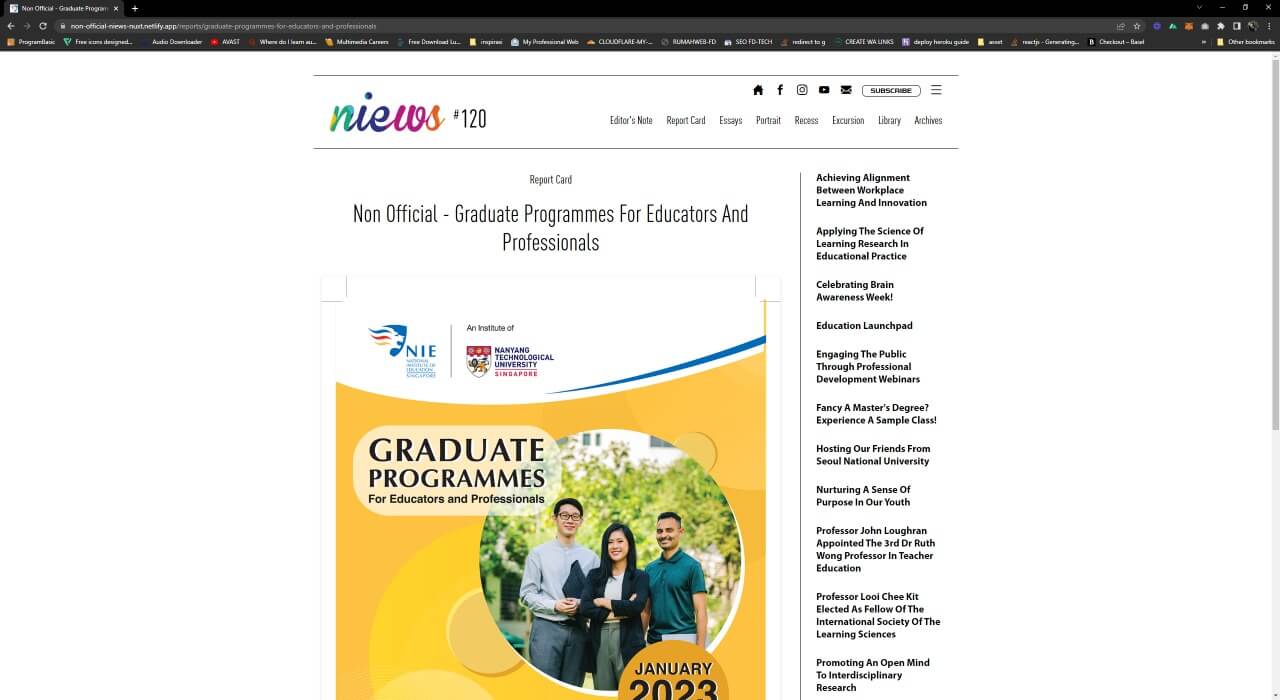 Non Official - Graduate Program
non-official-niews-nuxt.netlify.app/reports/graduate-programmes-for-educators-and-professionals
ProgramBasic
Free icons designed...
Audio Downloader
AVAST
Where do I learn au...
Multimedia Careers
Free Download Lu...
inspirasi
My Professional Web
CLOUDFLARE-MY-...
RUMAHWEB-FD
SEO FD-TECH
redirect to g
CREATE WA LINKS
deploy heroku guide
asset
reactjs - Generating...
Checkout – Basel
»
Other bookmarks
niews #120
SUBSCRIBE
Editor's Note
Report Card
Essays
Portrait
Recess
Excursion
Library
Archives
Report Card
Non Official - Graduate Programmes For Educators And
Professionals
NIE
NATIONAL
INSTITUTE OF
EDUCATION
SINGAPORE
An Institute of
NANYANG
TECHNOLOGICAL
UNIVERSITY
SINGAPORE
GRADUATE
PROGRAMMES
For Educators and Professionals
JANUARY
2023
Achieving Alignment
Between Workplace
Learning And Innovation
Applying The Science Of
Learning Research In
Educational Practice
Celebrating Brain
Awareness Week!
Education Launchpad
Engaging The Public
Through Professional
Development Webinars
Fancy A Master's Degree?
Experience A Sample Class!
Hosting Our Friends From
Seoul National University
Nurturing A Sense Of
Purpose In Our Youth
Professor John Loughran
Appointed The 3rd Dr Ruth
Wong Professor In Teacher
Education
Professor Looi Chee Kit
Elected As Fellow Of The
International Society Of The
Learning Sciences
Promoting An Open Mind
To Interdisciplinary
Research